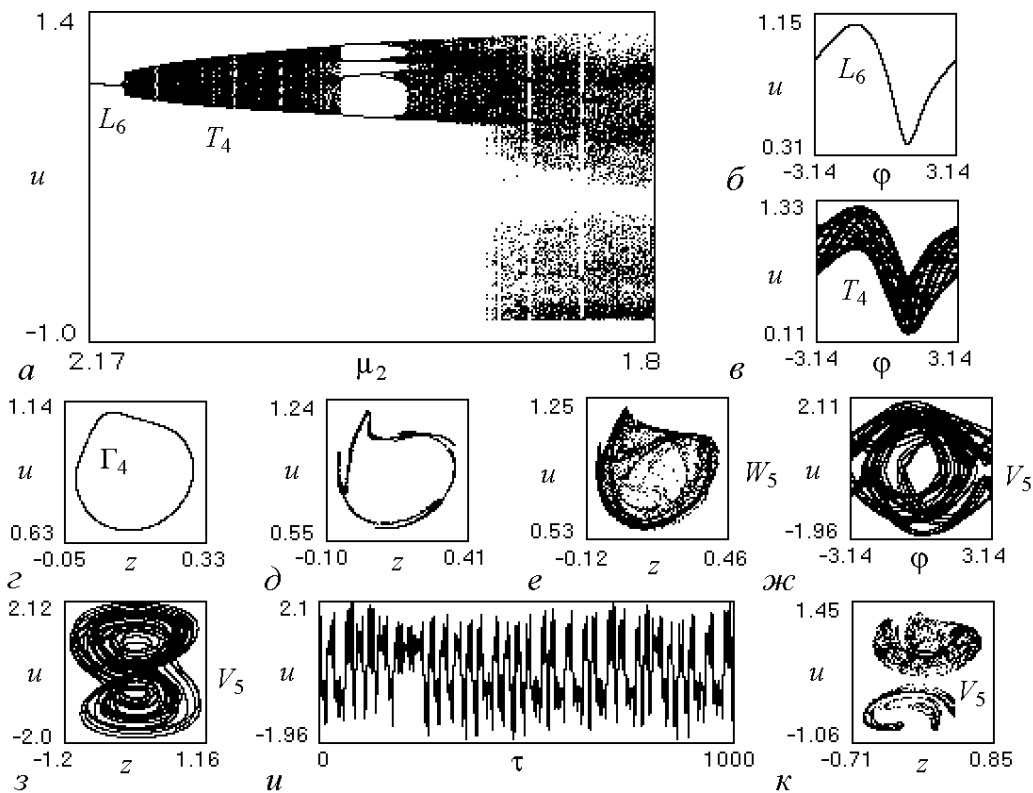 1.4
L6
T4
u
-1.0
2.17
μ2
1.8
а
1.15
L6
u
0.31
-3.14
φ
3.14
б
1.33
u
T4
0.11
-3.14
φ
3.14
в
1.14
Γ4
u
0.63
-0.05
z
0.33
г
1.24
u
0.55
-0.10
z
0.41
д
1.25
u
W5
0.53
-0.12
z
0.46
е
2.11
u
V5
-1.96
-3.14
φ
3.14
ж
2.12
u
V5
-2.0
-1.2
z
1.16
з
2.1
u
-1.96
0
τ
1000
и
1.45
u
V5
-1.06
-0.71
z
0.85
к